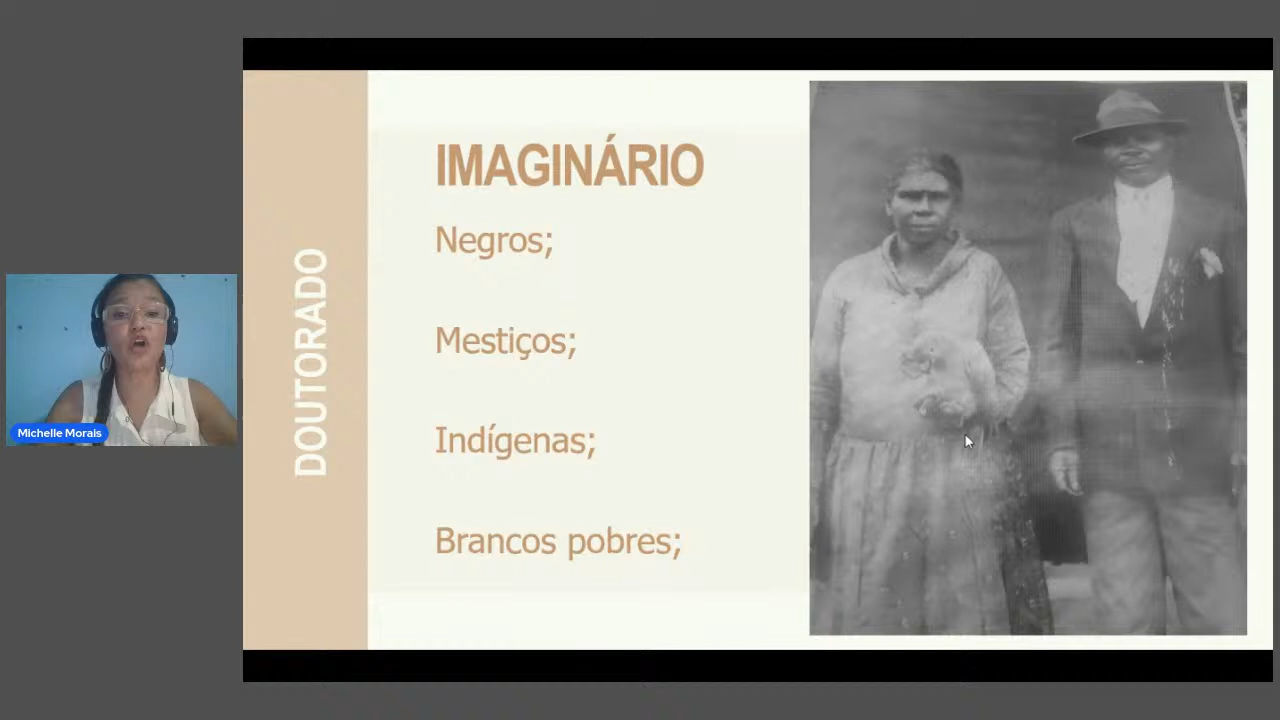 Michelle Morais
DOUTORADO
IMAGINÁRIO
Negros;
Mestiços;
Indígenas;
Brancos pobres;